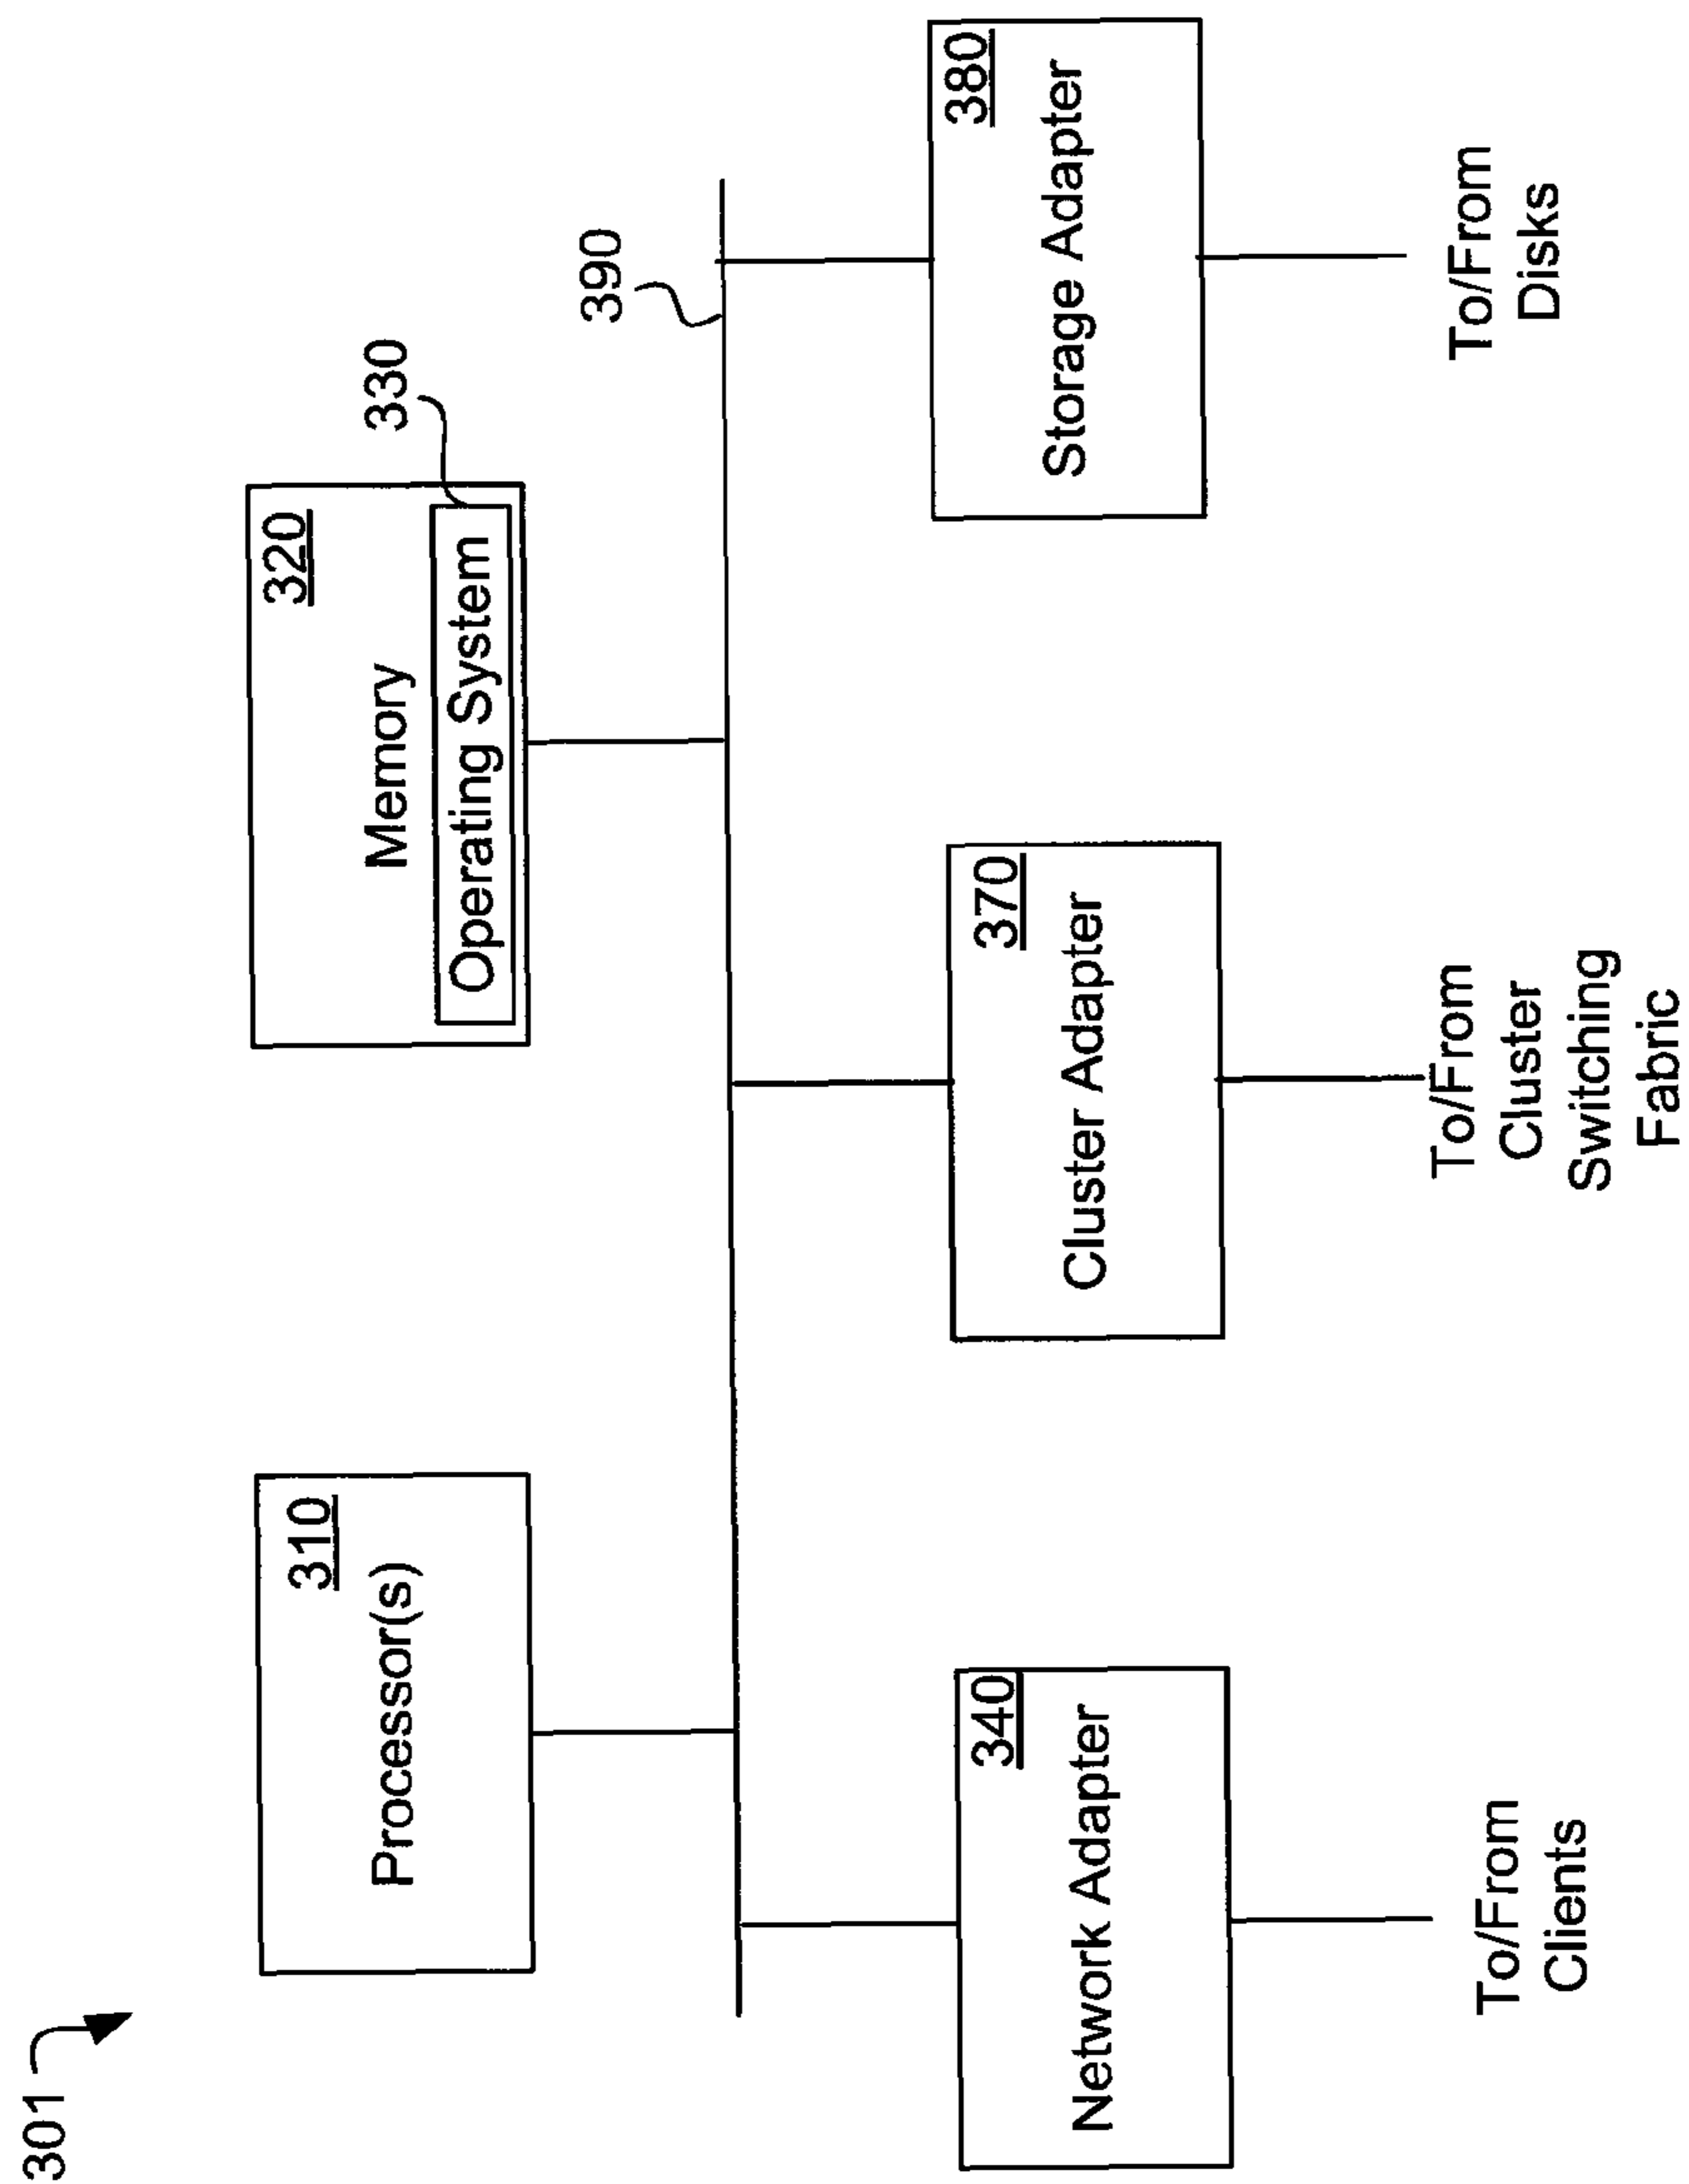 301
310
Processor(s)
320
Memory
330
Operating System
390
340
Network Adapter
370
Cluster Adapter
380
Storage Adapter
To/From
Clients
To/From
Cluster
Switching
Fabric
To/From
Disks